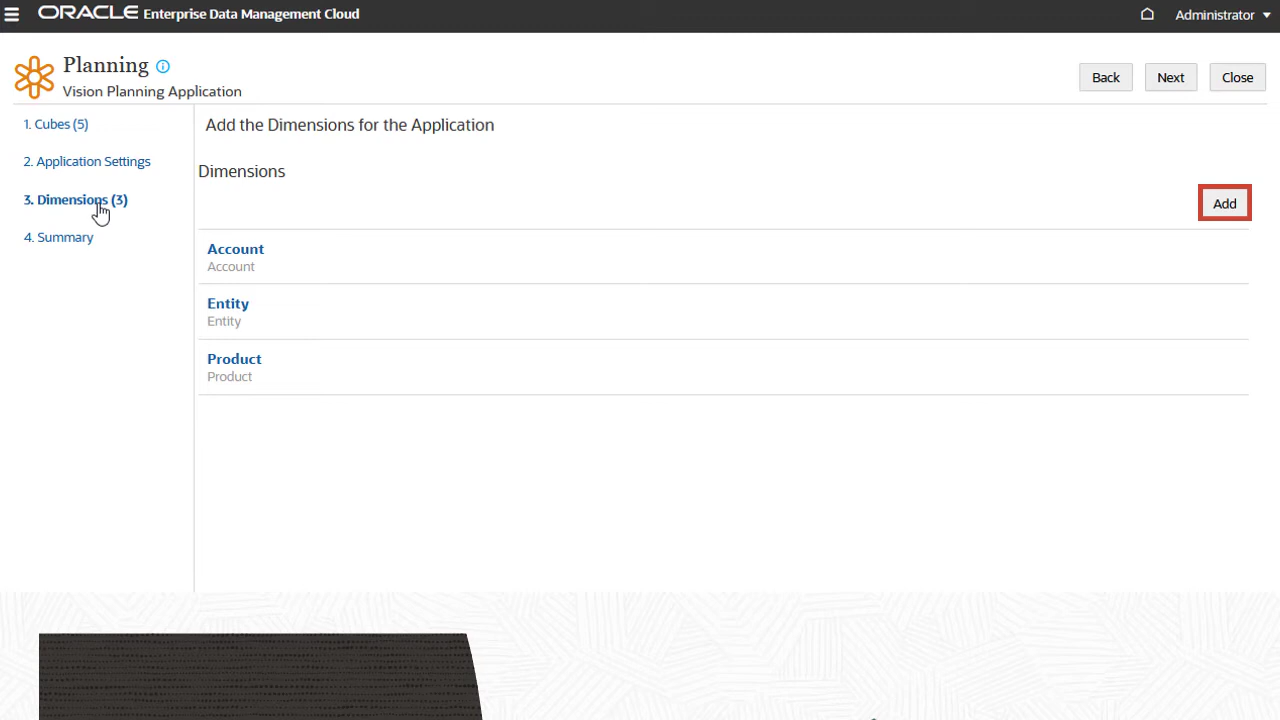 ORACLE Enterprise Data Management Cloud
Administrator
Planning
Vision Planning Application
Back
Next
Close
1. Cubes (5)
2. Application Settings
3. Dimensions (3)
4. Summary
Add the Dimensions for the Application
Dimensions
Add
Account
Account
Entity
Entity
Product
Product